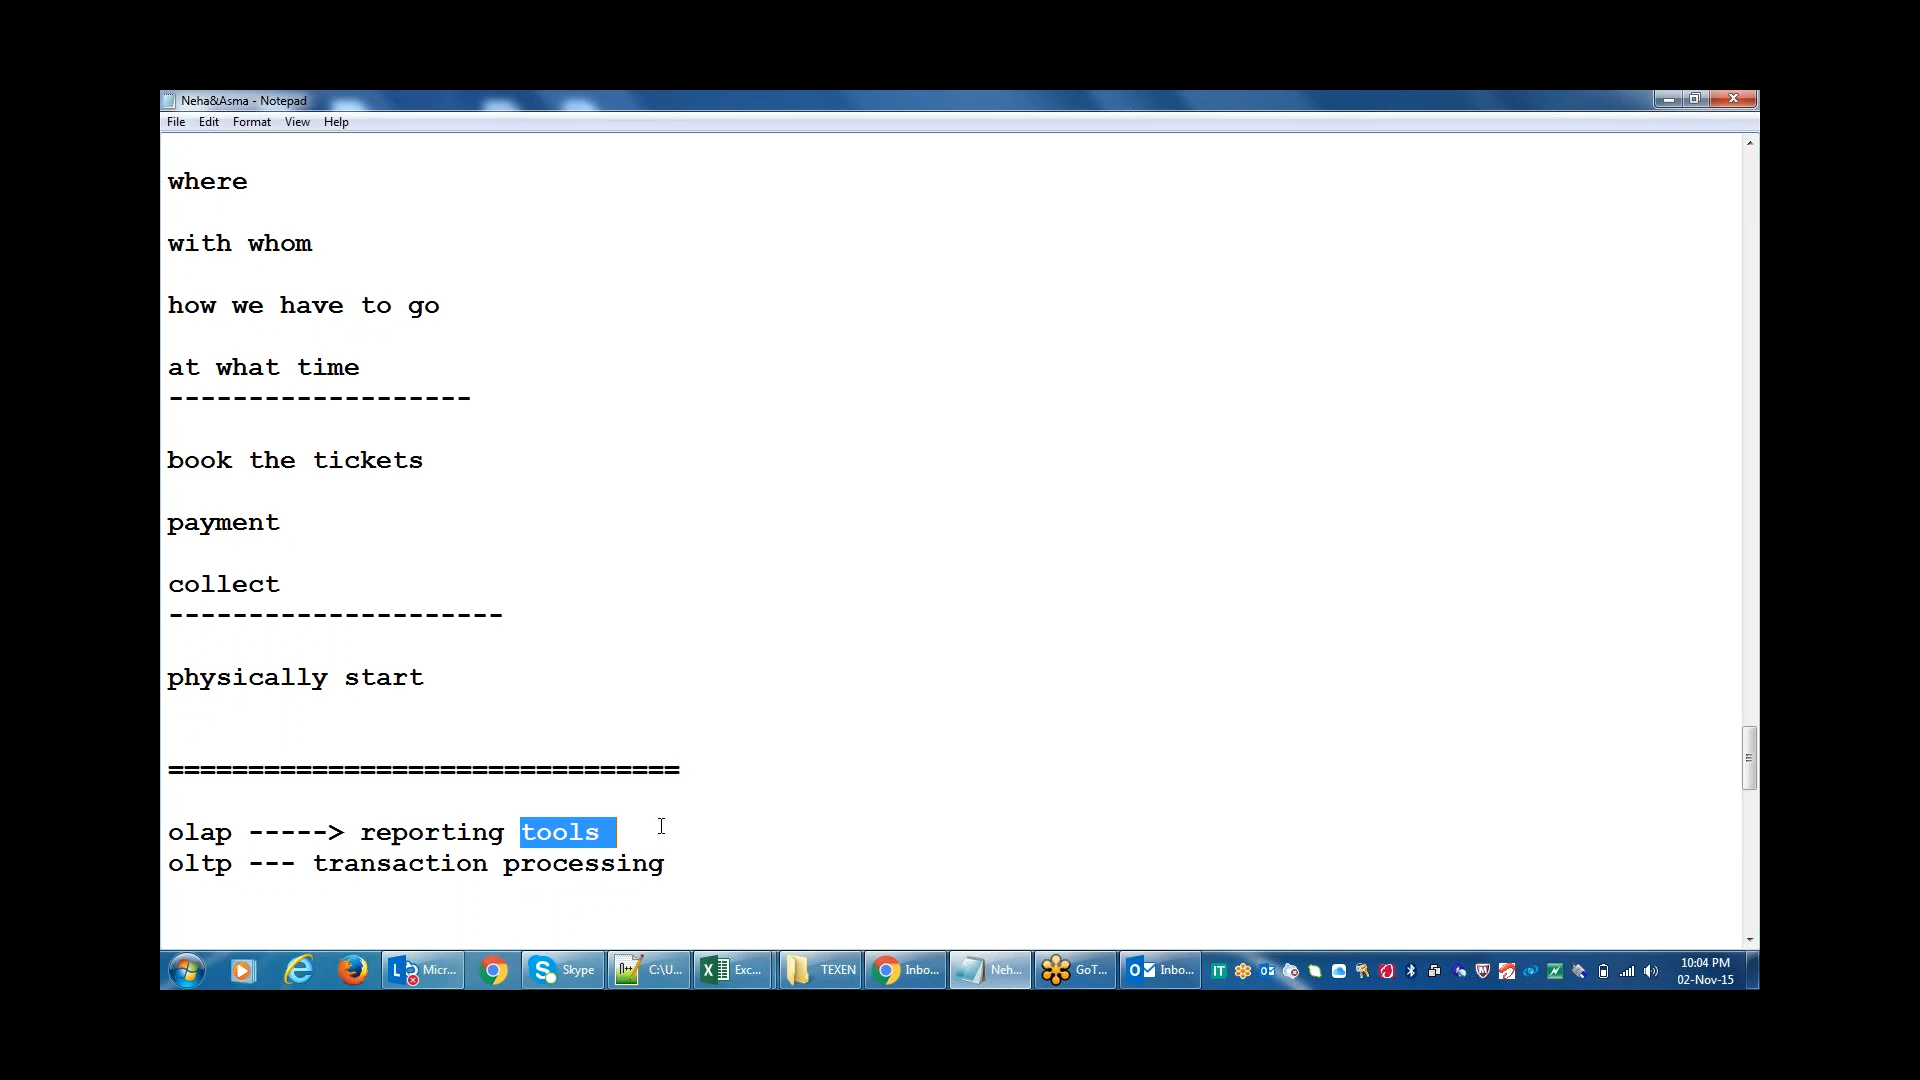 Neha&Asma - Notepad
File Edit Format View Help
where
with whom
how we have to go
at what time
-------------------
book the tickets
payment
collect
---------------------
physically start
================================
olap -----> reporting tools
oltp --- transaction processing
Micr... Skype C:\U... Exc... TEXEN Inbo... Neh... GoT... Inbo... 10:04 PM
02-Nov-15